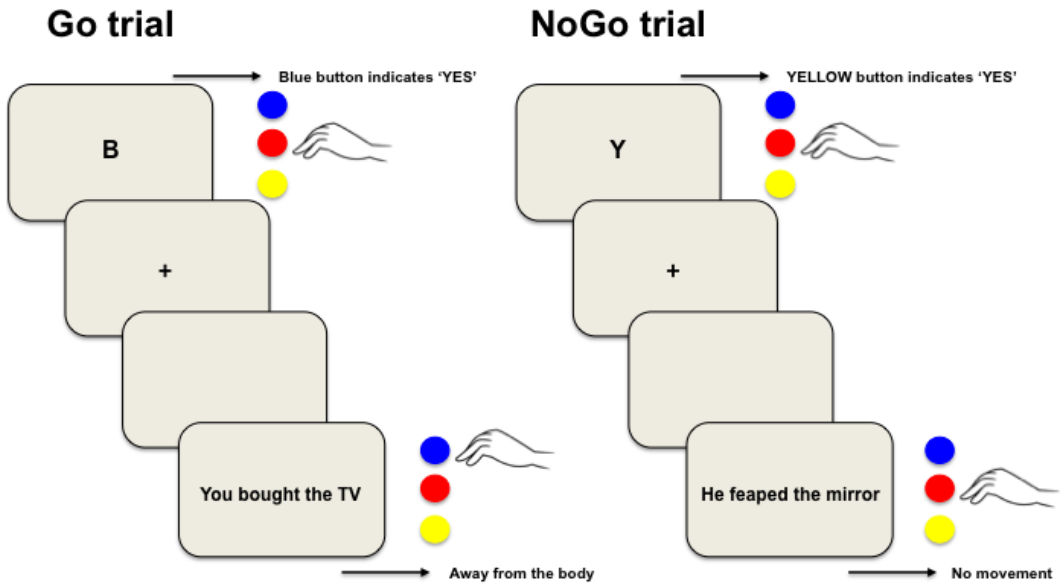 Go trial
Blue button indicates ‘YES’
B
+
You bought the TV
Away from the body
NoGo trial
YELLOW button indicates ‘YES’
Y
+
He feaped the mirror
No movement